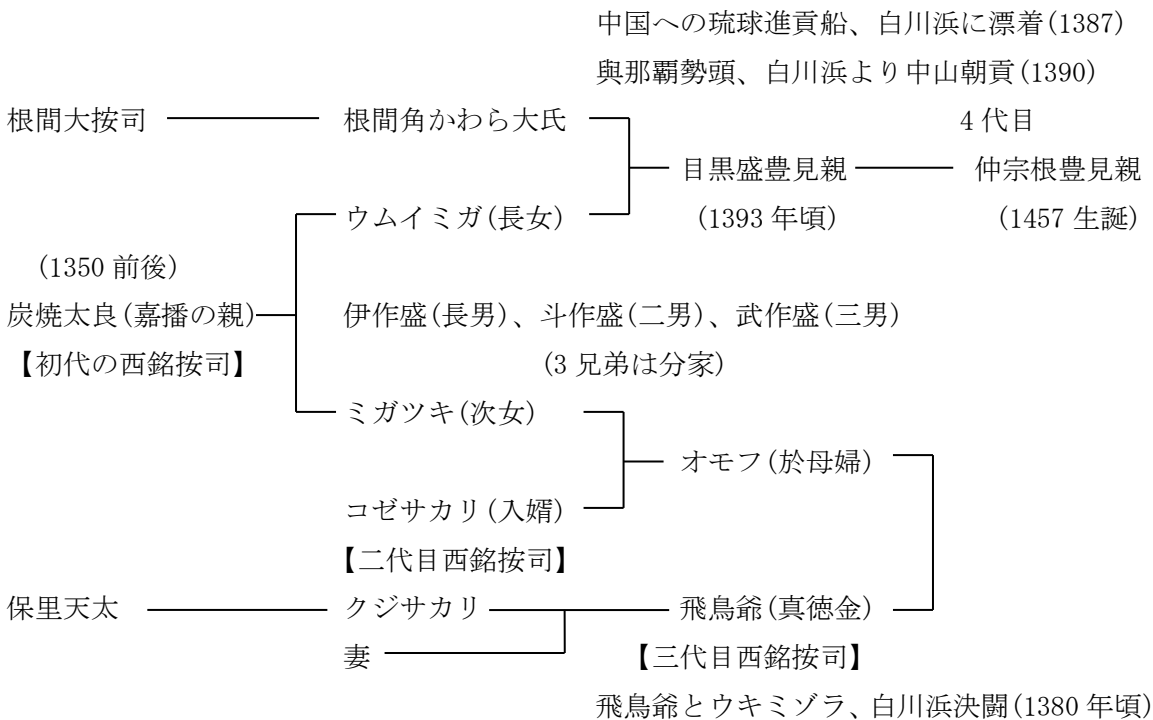 中国への琉球進貢船、白川浜に漂着(1387)
與那覇勢頭、白川浜より中山朝貢(1390)
根間大按司 根間角かわら大氏 4代目
目黒盛豊見親 仲宗根豊見親
ウムイミガ(長女) (1393年頃) (1457生誕)
(1350前後)
炭焼太良(嘉播の親) 伊作盛(長男)、斗作盛(二男)、武作盛(三男)
【初代の西銘按司】 (3兄弟は分家)
ミガツキ(次女)
オモフ(於母婦)
コゼサカリ(入婿)
【二代目西銘按司】
保里天太 クジサカリ 飛鳥爺(真徳金)
妻 【三代目西銘按司】
飛鳥爺とウキミゾラ、白川浜決闘(1380年頃)